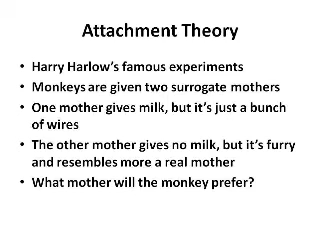 Attachment Theory
• Harry Harlow's famous experiments
• Monkeys are given two surrogate mothers
• One mother gives milk, but it's just a bunch
of wires
• The other mother gives no milk, but it's furry
and resembles more a real mother
• What mother will the monkey prefer?